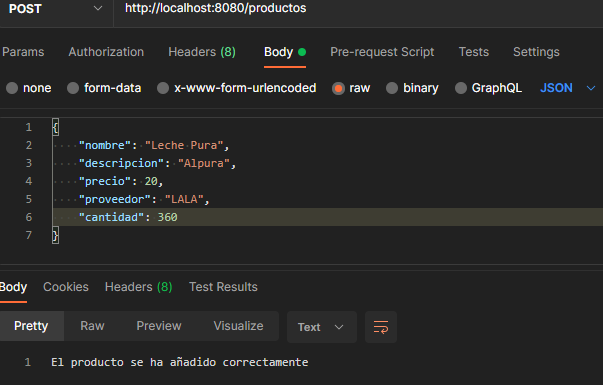 POST http://localhost:8080/productos
Params Authorization Headers (8) Body Pre-request Script Tests Settings
none form-data x-www-form-urlencoded raw binary GraphQL JSON
1 {
2 "nombre": "Leche Pura",
3 "descripcion": "Alpura",
4 "precio": 20,
5 "proveedor": "LALA",
6 "cantidad": 360
7 }
Body Cookies Headers (8) Test Results
Pretty Raw Preview Visualize Text
1 El producto se ha añadido correctamente